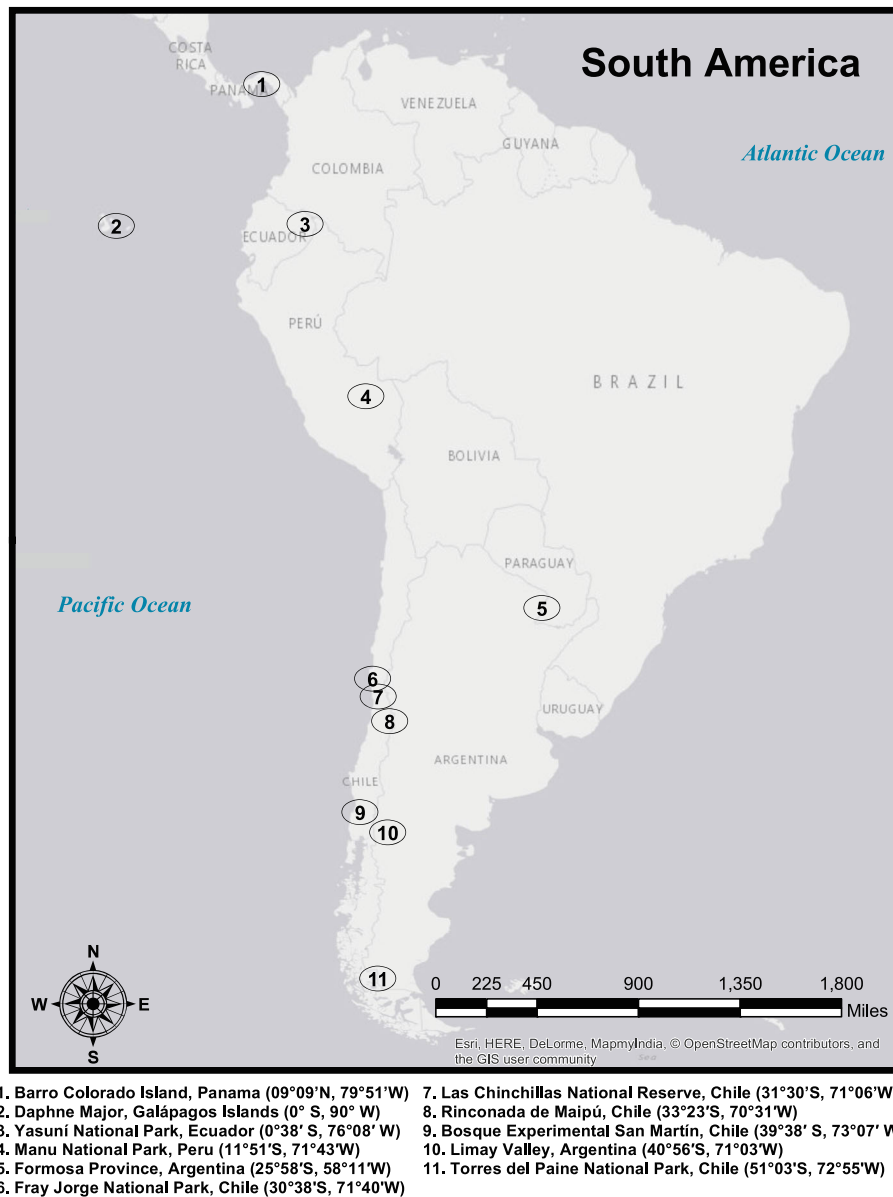 South America
COSTA
RICA
PANAMA
1
VENEZUELA
GUYANA
Atlantic Ocean
COLOMBIA
2
3
ECUADOR
PERÚ
BRAZIL
4
BOLIVIA
PARAGUAY
Pacific Ocean
5
6
7
8
URUGUAY
ARGENTINA
CHILE
9
10
N
W
E
S
11
0 225 450 900 1,350 1,800
Miles
Esri, HERE, DeLorme, MapmyIndia, © OpenStreetMap contributors, and
the GIS user community
Sea
1. Barro Colorado Island, Panama (09°09'N, 79°51'W)
2. Daphne Major, Galápagos Islands (0° S, 90° W)
3. Yasuní National Park, Ecuador (0°38' S, 76°08' W)
4. Manu National Park, Peru (11°51'S, 71°43'W)
5. Formosa Province, Argentina (25°58'S, 58°11'W)
6. Fray Jorge National Park, Chile (30°38'S, 71°40'W)
7. Las Chinchillas National Reserve, Chile (31°30'S, 71°06'W)
8. Rinconada de Maipú, Chile (33°23'S, 70°31'W)
9. Bosque Experimental San Martín, Chile (39°38' S, 73°07' W
10. Limay Valley, Argentina (40°56'S, 71°03'W)
11. Torres del Paine National Park, Chile (51°03'S, 72°55'W)